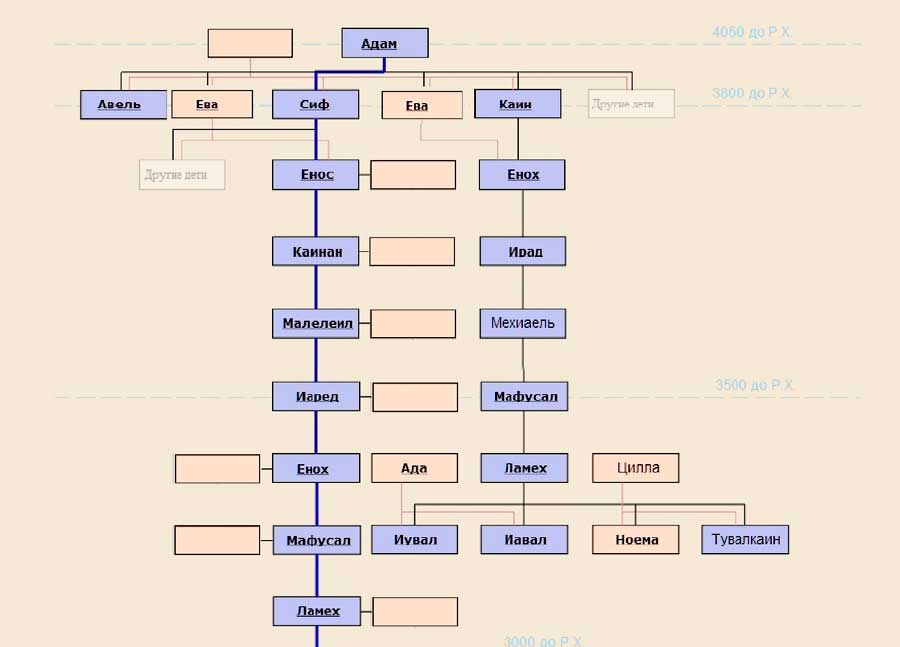 4050 до Р.Х.
Адам
3800 до Р.Х.
Авель
Ева
Сиф
Ева
Каин
Другие дети
Другие дети
Енос
Енох
Каинан
Ирад
Малелеил
Мехиаель
3500 до Р.Х.
Иаред
Мафусал
Енох
Ада
Ламех
Цилла
Мафусал
Иувал
Иавал
Ноема
Тувалкаин
Ламех
3000 до Р.Х.